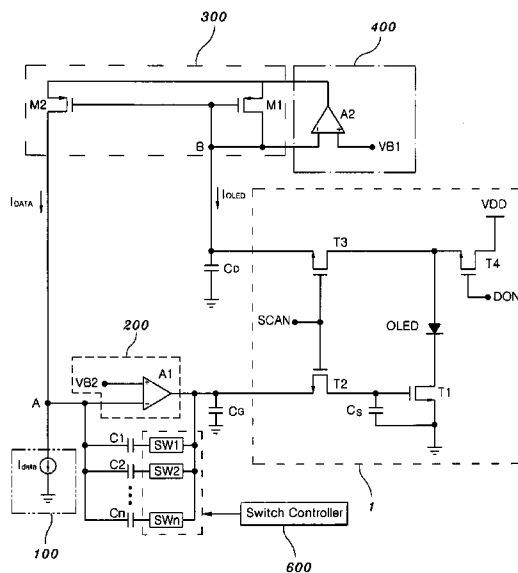 300
400
M2
M1
A2
B
VB1
IDATA
IOLED
VDD
T3
CD
T4
SCAN
DON
OLED
200
VB2
A1
T2
T1
A
CG
CS
C1
SW1
Idata
C2
SW2
Cn
SWn
Switch Controller
100
600
1